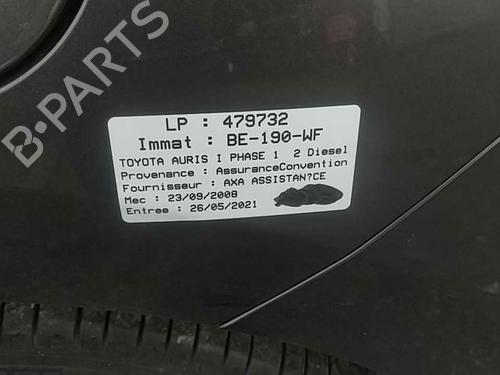 B-PARTS
LP : 479732
Immat : BE-190-WF
TOYOTA AURIS I PHASE 1 2 Diesel
Provenance : AssuranceConvention
Fournisseur : AXA ASSISTAN?CE
Mec : 23/09/2008
Entree : 26/05/2021